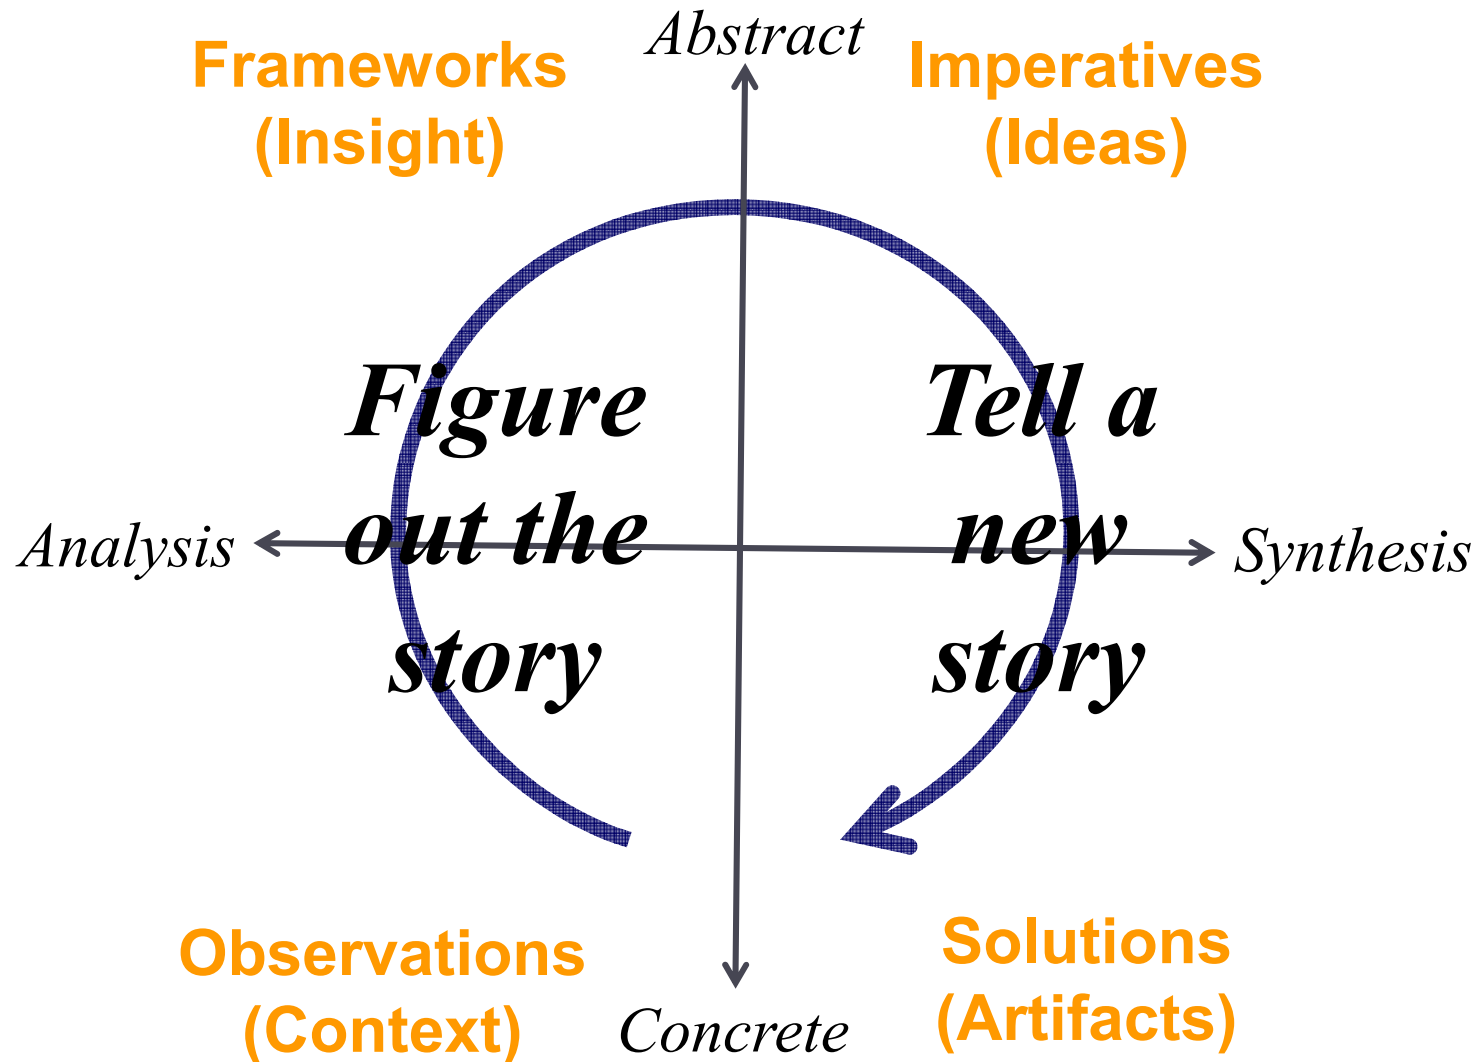 Abstract
Frameworks
(Insight)
Imperatives
(Ideas)
Figure
out the
story
Tell a
new
story
Analysis
Synthesis
Observations
(Context)
Solutions
(Artifacts)
Concrete